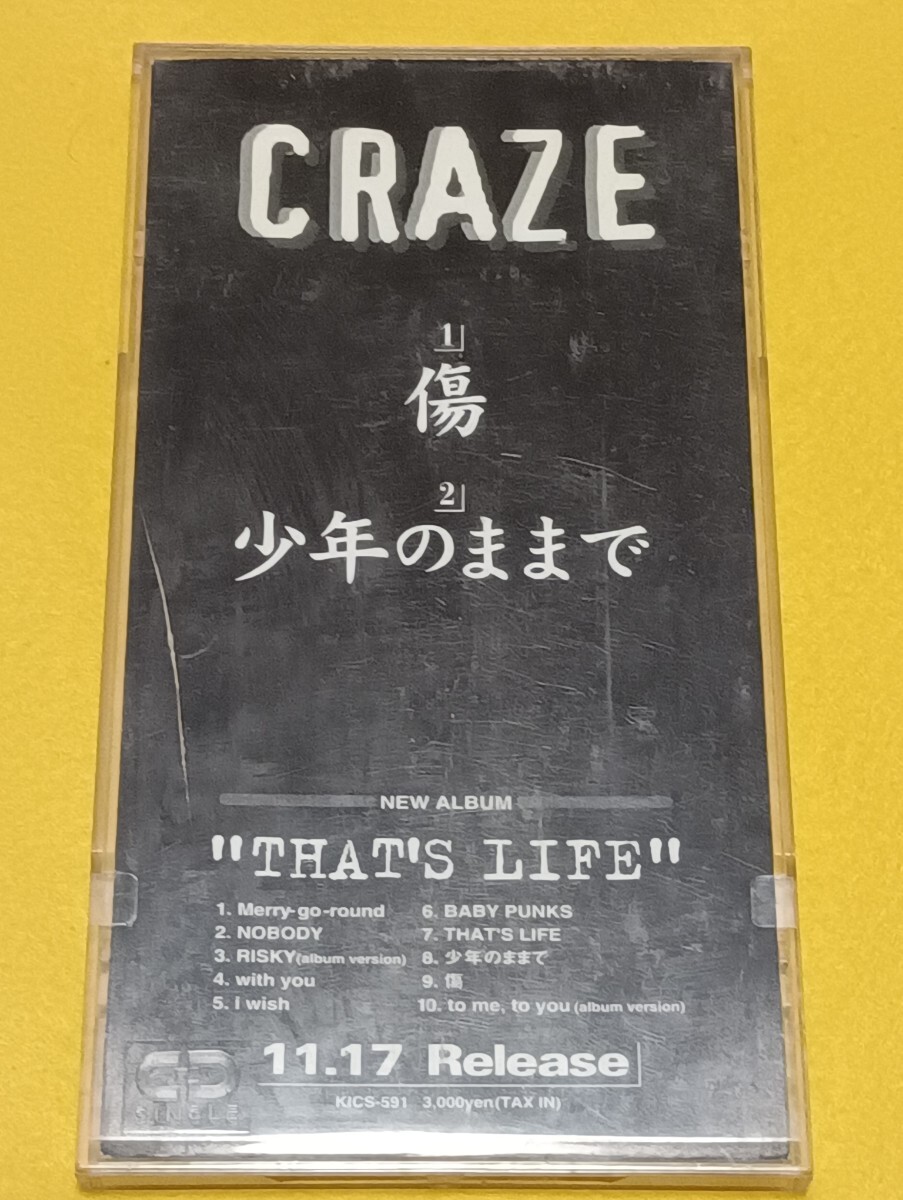 CRAZE
1
傷
2
少年のままで
NEW ALBUM
"THAT'S LIFE"
1. Merry-go-round
2. NOBODY
3. RISKY(album version)
4. with you
5. I wish
6. BABY PUNKS
7. THAT'S LIFE
8. 少年のままで
9. 傷
10. to me, to you (album version)
11.17 Release
KICS-591 3,000yen(TAX IN)
CD
SINGLE